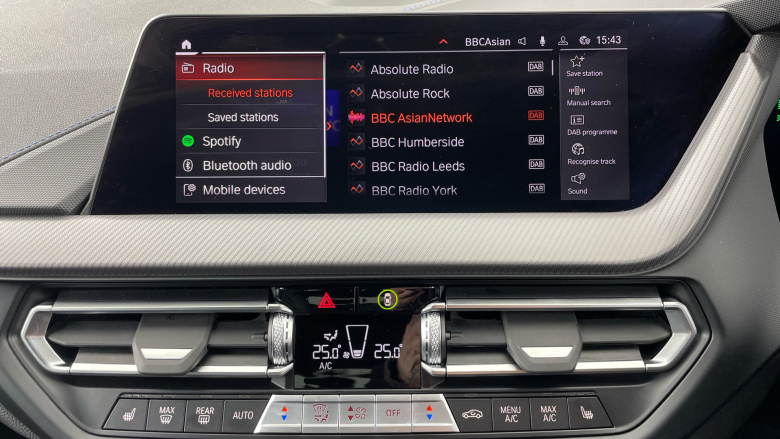 BBCAsian 15:43
Radio
Received stations
Saved stations
Spotify
Bluetooth audio
Mobile devices
Absolute Radio DAB
Absolute Rock DAB
BBC AsianNetwork DAB
BBC Humberside DAB
BBC Radio Leeds DAB
BBC Radio York DAB
Save station
Manual search
DAB programme
Recognise track
Sound
25.0° 25.0°
A/C
MAX
REAR
AUTO
OFF
MENU
A/C
MAX
A/C